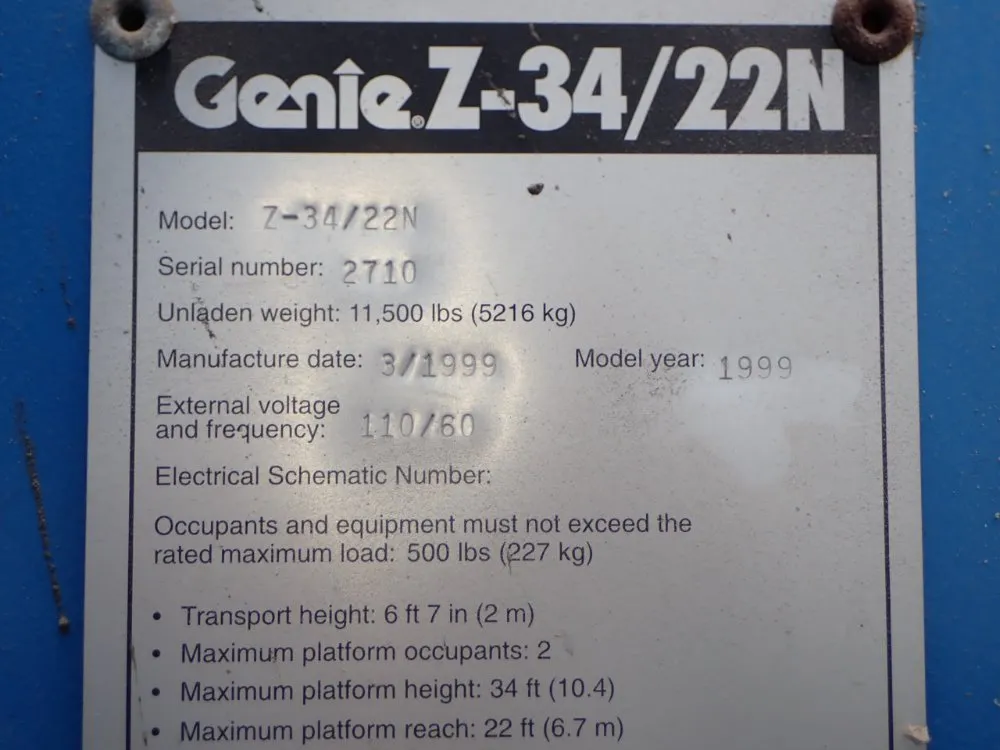 Genie® Z-34/22N
Model: Z-34/22N
Serial number: 2710
Unladen weight: 11,500 lbs (5216 kg)
Manufacture date: 3/1999 Model year: 1999
External voltage
and frequency: 110/60
Electrical Schematic Number:
Occupants and equipment must not exceed the
rated maximum load: 500 lbs (227 kg)
• Transport height: 6 ft 7 in (2 m)
• Maximum platform occupants: 2
• Maximum platform height: 34 ft (10.4)
• Maximum platform reach: 22 ft (6.7 m)